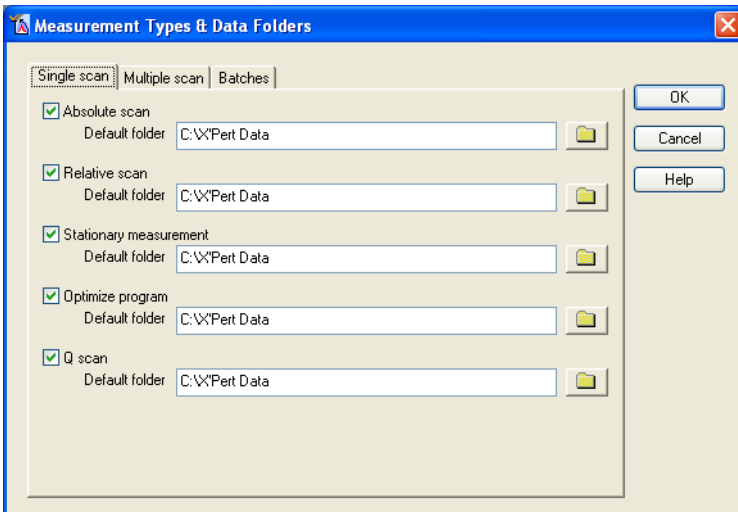 Measurement Types & Data Folders
Single scan Multiple scan Batches
OK
Absolute scan
Default folder C:\X'Pert Data
Cancel
Relative scan
Help
Default folder C:\X'Pert Data
Stationary measurement
Default folder C:\X'Pert Data
Optimize program
Default folder C:\X'Pert Data
Q scan
Default folder C:\X'Pert Data